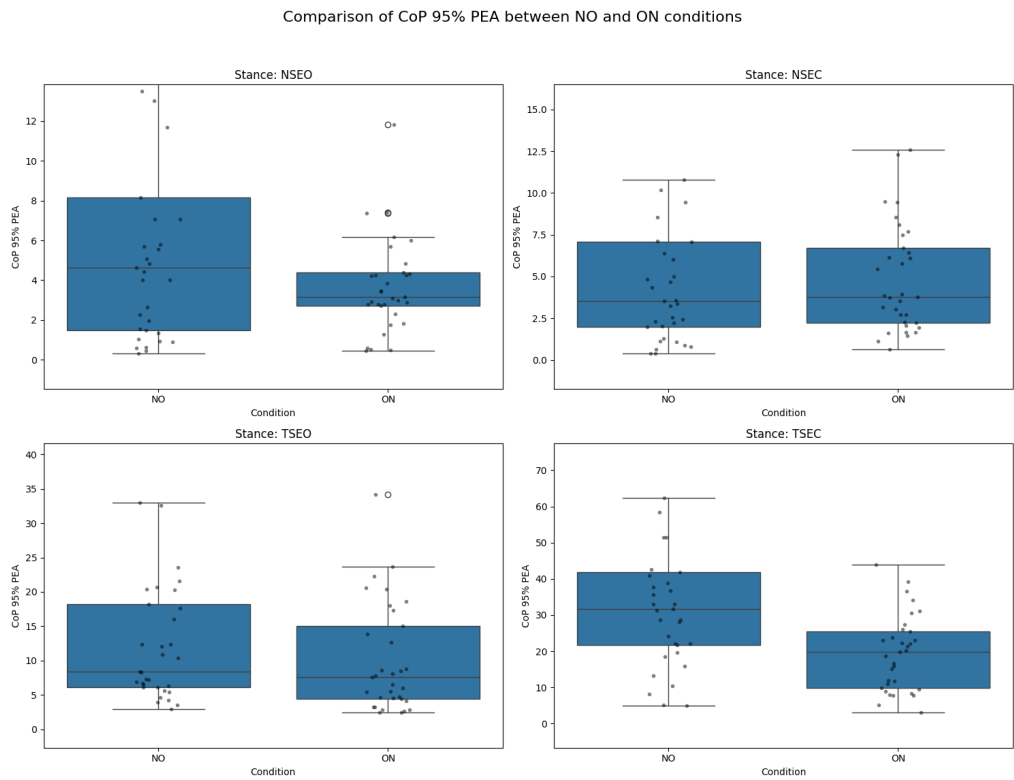 Comparison of CoP 95% PEA between NO and ON conditions
Stance: NSEO
CoP 95% PEA
12
10
8
6
4
2
0
NO
ON
Condition
Stance: NSEC
CoP 95% PEA
15.0
12.5
10.0
7.5
5.0
2.5
0.0
NO
ON
Condition
Stance: TSEO
CoP 95% PEA
40
35
30
25
20
15
10
5
0
NO
ON
Condition
Stance: TSEC
CoP 95% PEA
70
60
50
40
30
20
10
0
NO
ON
Condition